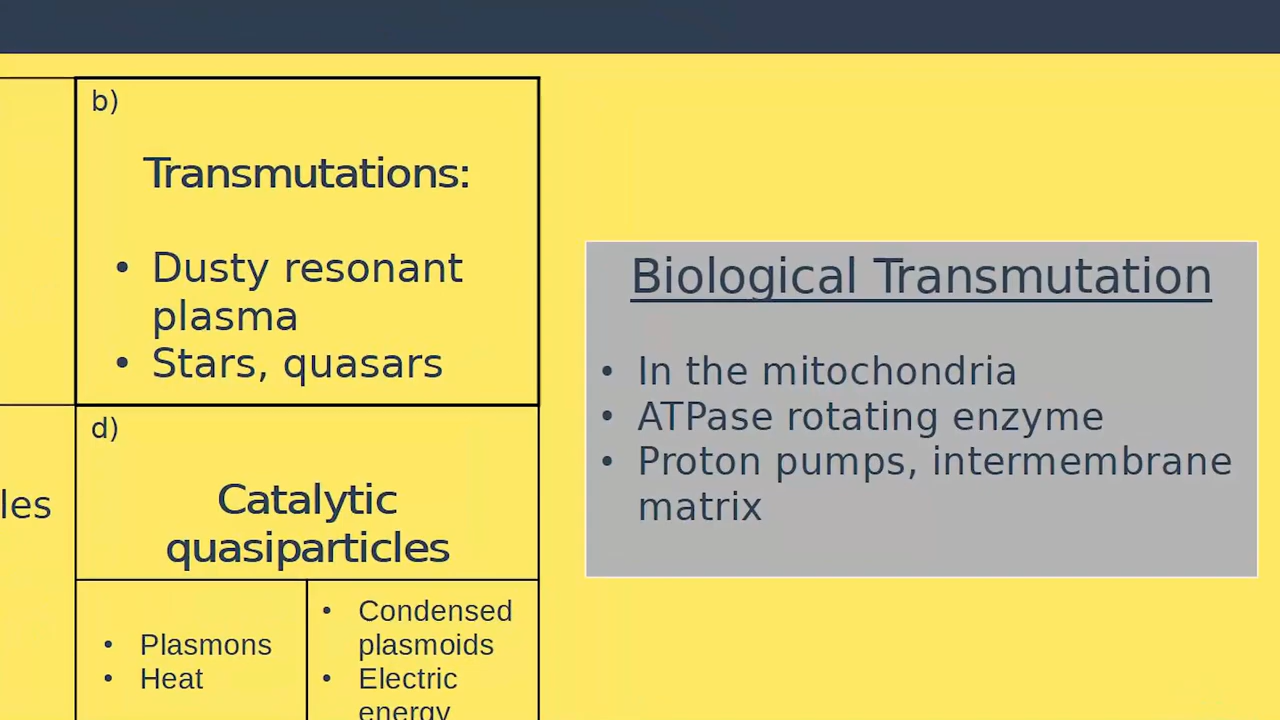 b)
Transmutations:
• Dusty resonant
plasma
• Stars, quasars
d)
les
Catalytic
quasiparticles
• Plasmons
• Heat
• Condensed
plasmoids
• Electric
energy
Biological Transmutation
• In the mitochondria
• ATPase rotating enzyme
• Proton pumps, intermembrane
matrix